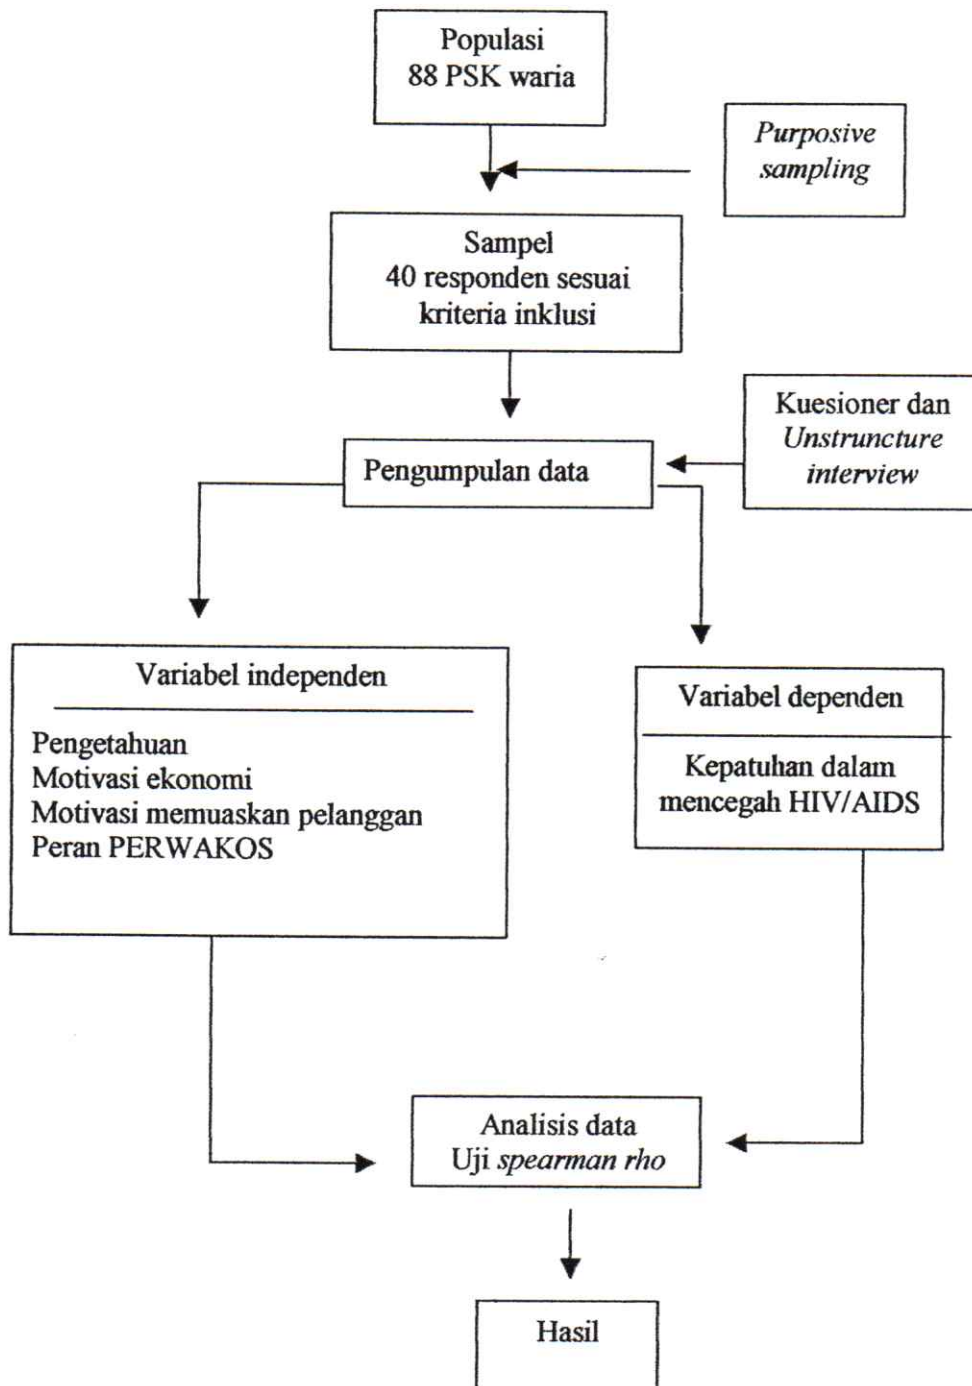 Populasi
88 PSK waria
Purposive
sampling
Sampel
40 responden sesuai
kriteria inklusi
Kuesioner dan
Unstruncture
interview
Pengumpulan data
Variabel independen
Pengetahuan
Motivasi ekonomi
Motivasi memuaskan pelanggan
Peran PERWAKOS
Variabel dependen
Kepatuhan dalam
mencegah HIV/AIDS
Analisis data
Uji spearman rho
Hasil